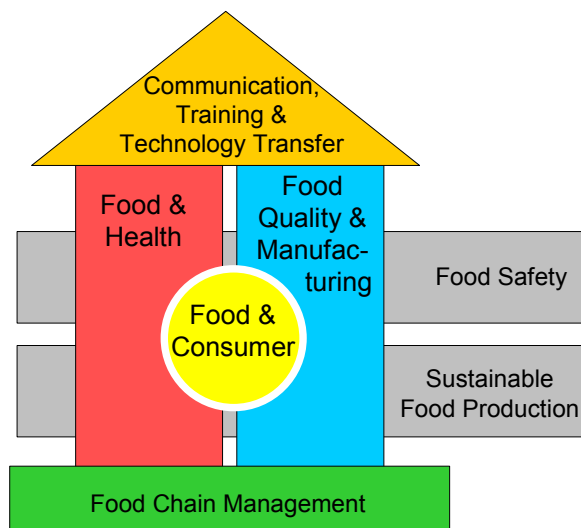 Communication,
Training &
Technology Transfer
Food &
Health
Food
Quality &
Manufac-
turing
Food Safety
Food &
Consumer
Sustainable
Food Production
Food Chain Management